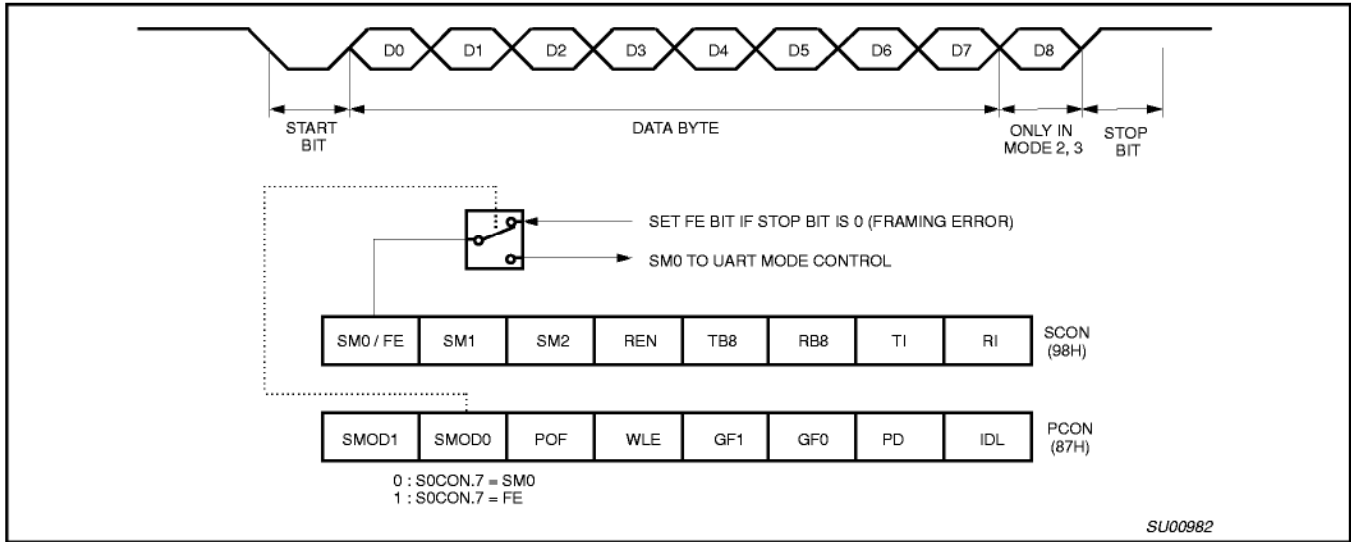 D0 D1 D2 D3 D4 D5 D6 D7 D8
START
BIT
DATA BYTE
ONLY IN
MODE 2, 3
STOP
BIT
SET FE BIT IF STOP BIT IS 0 (FRAMING ERROR)
SM0 TO UART MODE CONTROL
SM0 / FE SM1 SM2 REN TB8 RB8 TI RI
SCON
(98H)
SMOD1 SMOD0 POF WLE GF1 GF0 PD IDL
PCON
(87H)
0 : S0CON.7 = SM0
1 : S0CON.7 = FE
SU00982